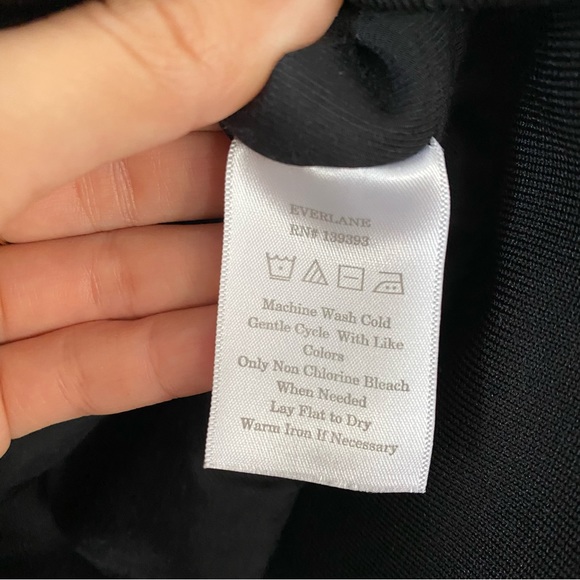 EVERLANE
RN# 139393
Machine Wash Cold
Gentle Cycle With Like
Colors
Only Non Chlorine Bleach
When Needed
Lay Flat to Dry
Warm Iron If Necessary